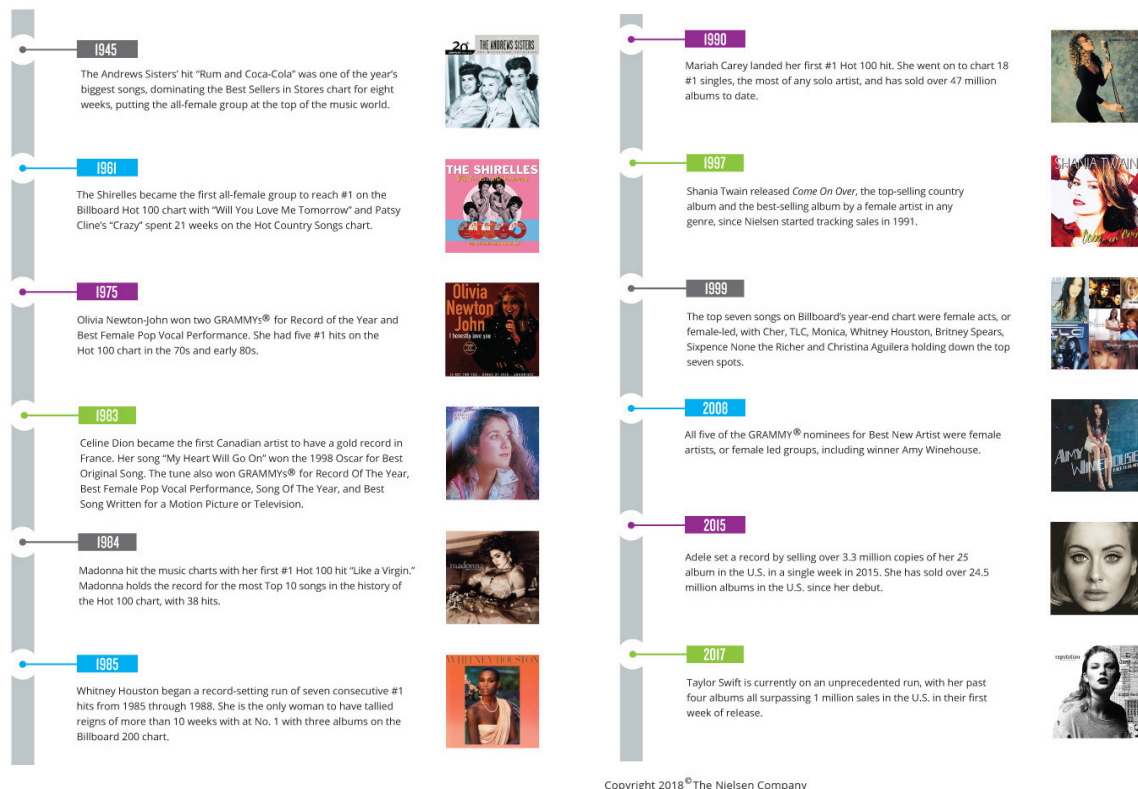 1945
The Andrews Sisters' hit “Rum and Coca-Cola” was one of the year's
biggest songs, dominating the Best Sellers in Stores chart for eight
weeks, putting the all-female group at the top of the music world.
20th
THE ANDREWS SISTERS
1961
The Shirelles became the first all-female group to reach #1 on the
Billboard Hot 100 chart with “Will You Love Me Tomorrow” and Patsy
Cline's “Crazy” spent 21 weeks on the Hot Country Songs chart.
THE SHIRELLES
1975
Olivia Newton-John won two GRAMMYs® for Record of the Year and
Best Female Pop Vocal Performance. She had five #1 hits on the
Hot 100 chart in the 70s and early 80s.
Olivia
Newton
John
I honestly love you
1983
Celine Dion became the first Canadian artist to have a gold record in
France. Her song “My Heart Will Go On” won the 1998 Oscar for Best
Original Song. The tune also won GRAMMYs® for Record Of The Year,
Best Female Pop Vocal Performance, Song Of The Year, and Best
Song Written for a Motion Picture or Television.
1984
Madonna hit the music charts with her first #1 Hot 100 hit “Like a Virgin.”
Madonna holds the record for the most Top 10 songs in the history of
the Hot 100 chart, with 38 hits.
madonna
1985
Whitney Houston began a record-setting run of seven consecutive #1
hits from 1985 through 1988. She is the only woman to have tallied
reigns of more than 10 weeks with at No. 1 with three albums on the
Billboard 200 chart.
WHITNEY HOUSTON
1990
Mariah Carey landed her first #1 Hot 100 hit. She went on to chart 18
#1 singles, the most of any solo artist, and has sold over 47 million
albums to date.
1997
Shania Twain released Come On Over, the top-selling country
album and the best-selling album by a female artist in any
genre, since Nielsen started tracking sales in 1991.
SHANIA TWAIN
Come on Over
1999
The top seven songs on Billboard's year-end chart were female acts, or
female-led, with Cher, TLC, Monica, Whitney Houston, Britney Spears,
Sixpence None the Richer and Christina Aguilera holding down the top
seven spots.
TLC
2008
All five of the GRAMMY® nominees for Best New Artist were female
artists, or female led groups, including winner Amy Winehouse.
AMY
WINEHOUSE
2015
Adele set a record by selling over 3.3 million copies of her 25
album in the U.S. in a single week in 2015. She has sold over 24.5
million albums in the U.S. since her debut.
2017
Taylor Swift is currently on an unprecedented run, with her past
four albums all surpassing 1 million sales in the U.S. in their first
week of release.
reputation
Copyright 2018© The Nielsen Company